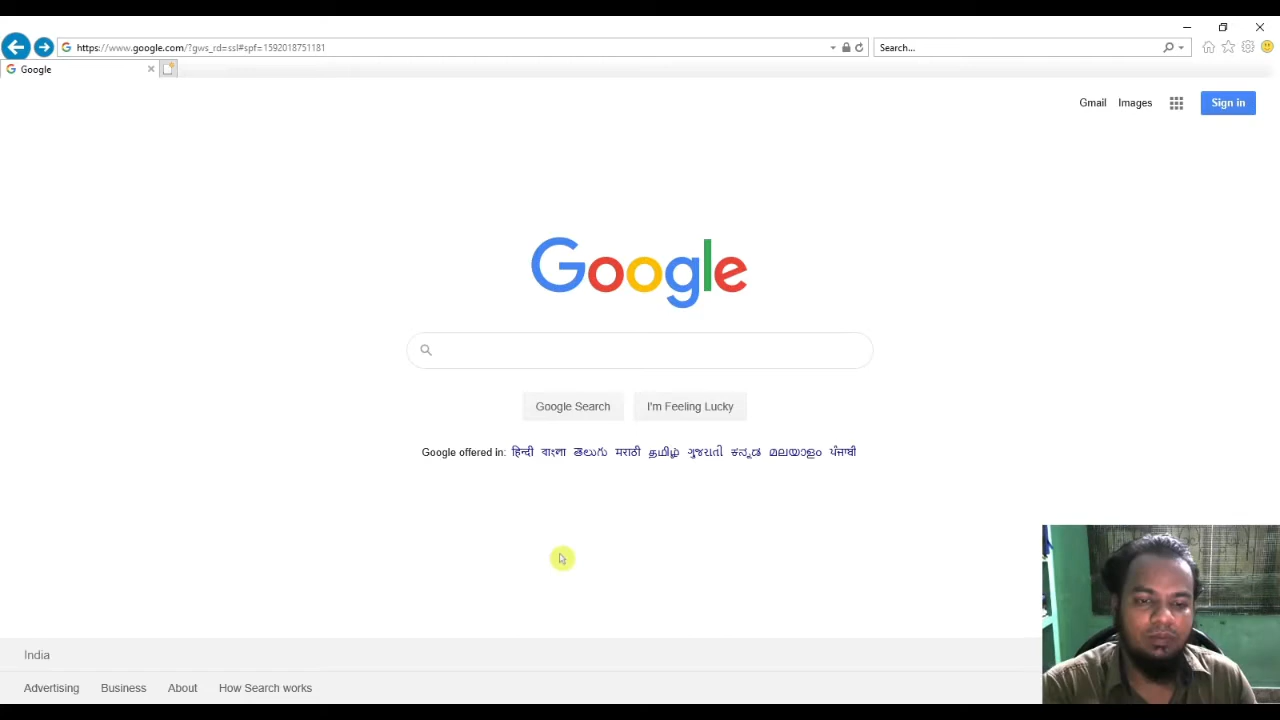 https://www.google.com/?gws_rd=ssl#spf=1592018751181
Search...
Google
Gmail Images Sign in
Google
Google Search I'm Feeling Lucky
Google offered in: हिन्दी বাংলা తెలుగు मराठी தமிழ் ગુજરાતી ಕನ್ನಡ മലയാളം ਪੰਜਾਬੀ
India
Advertising Business About How Search works